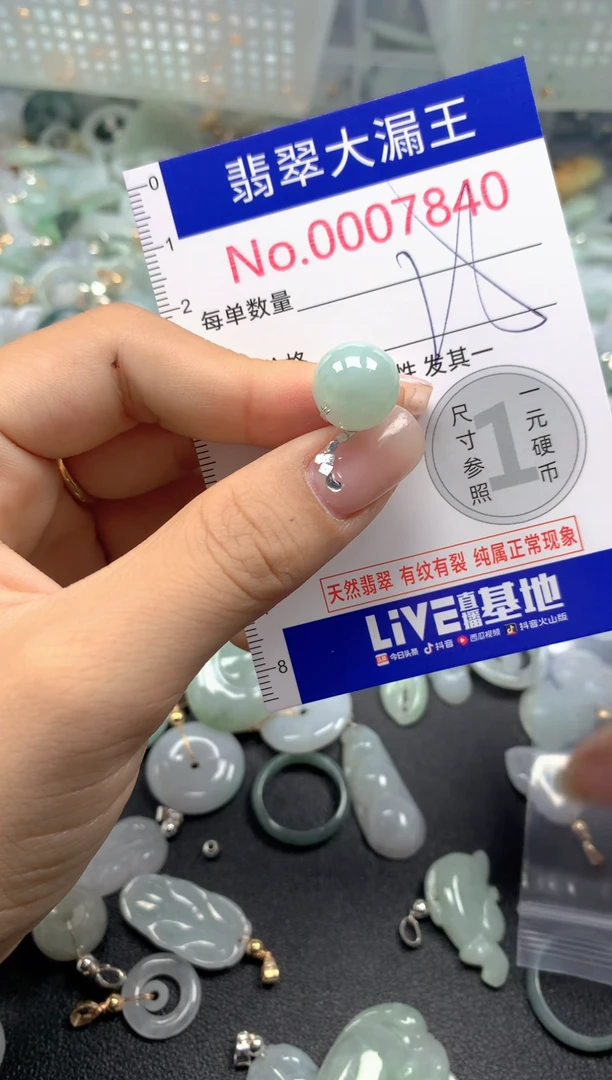 翡翠大漏王
No.0007840
0
1
2
每单数量
价格
性 发其一
一元硬币
1
尺寸参照
天然翡翠 有纹有裂 纯属正常现象
LiVE直播基地
今日头条 抖音 西瓜视频 抖音火山版
8